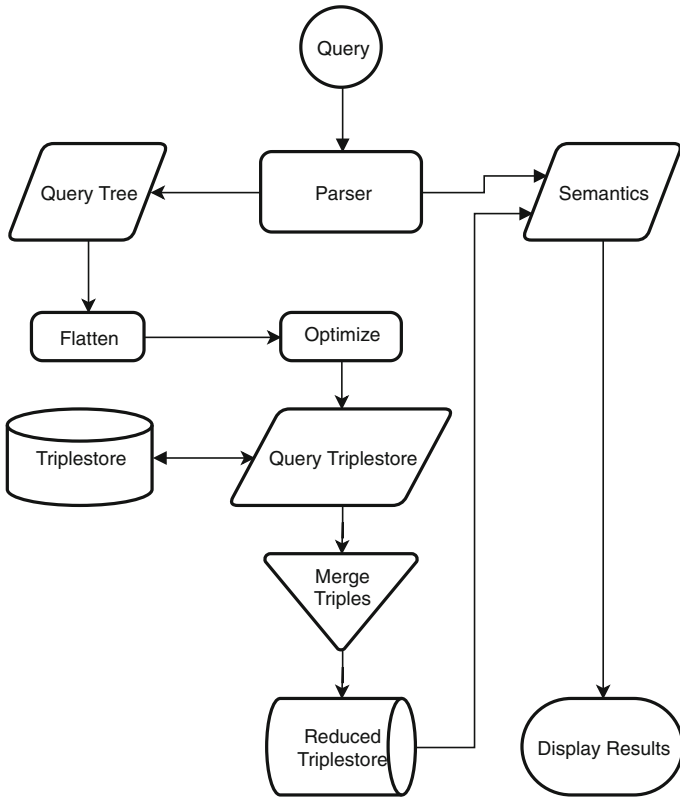 Query
Query Tree
Parser
Semantics
Flatten
Optimize
Triplestore
Query Triplestore
Merge
Triples
Reduced
Triplestore
Display Results